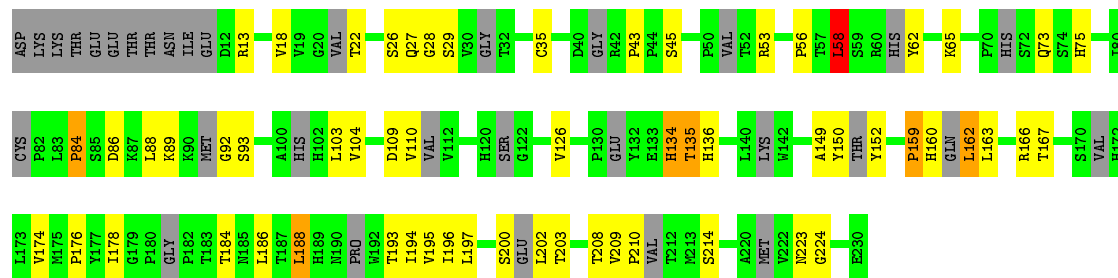 ASP LYS LYS THR GLU GLU THR THR ASN ILE GLU D12 R13 V18 V19 G20 VAL T22 S26 Q27 G28 S29 V30 GLY T32 C35 D40 GLY R42 P43 P44 S45 P50 VAL T52 R53 P56 T57 L58 S59 R60 HIS Y62 K65 P70 HIS S72 Q73 S74 H75
CYS P82 L83 P84 S85 D86 K87 L88 K89 K90 MET G92 S93 A100 HIS H102 L103 V104 D109 V110 VAL V112 H120 SER G122 V126 P130 GLU Y132 E133 H134 T135 H136 L140 LYS W142 A149 Y150 THR Y152 P159 H160 GLN L162 L163 R166 T167 S170 VAL
L173 V174 M175 P176 Y177 I178 G179 P180 GLY P182 T183 T184 N185 L186 T187 L188 H189 N190 PRO W192 T193 I194 V195 I196 L197 S200 GLU L202 T203 T208 V209 P210 VAL T212 M213 S214 A220 MET V222 N223 G224 E230